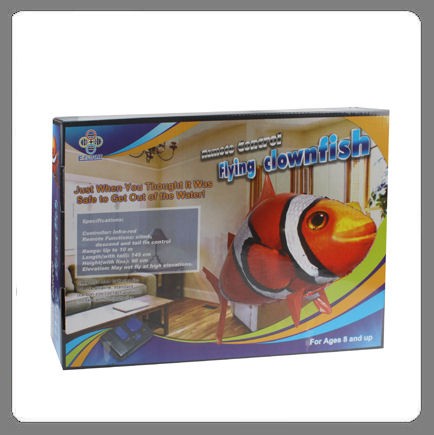 Remote Control
Flying clownfish
Just When You Thought It Was
Safe to Get Out of the Water!
Specifications:
Controller: Infra-red
Remote Functions: climb,
descend and tail fin control
Range: Up to 10 m
Length(with tail): 145 cm
Height(with fins): 90 cm
Elevation: May not fly at high elevations.
For Ages 8 and up